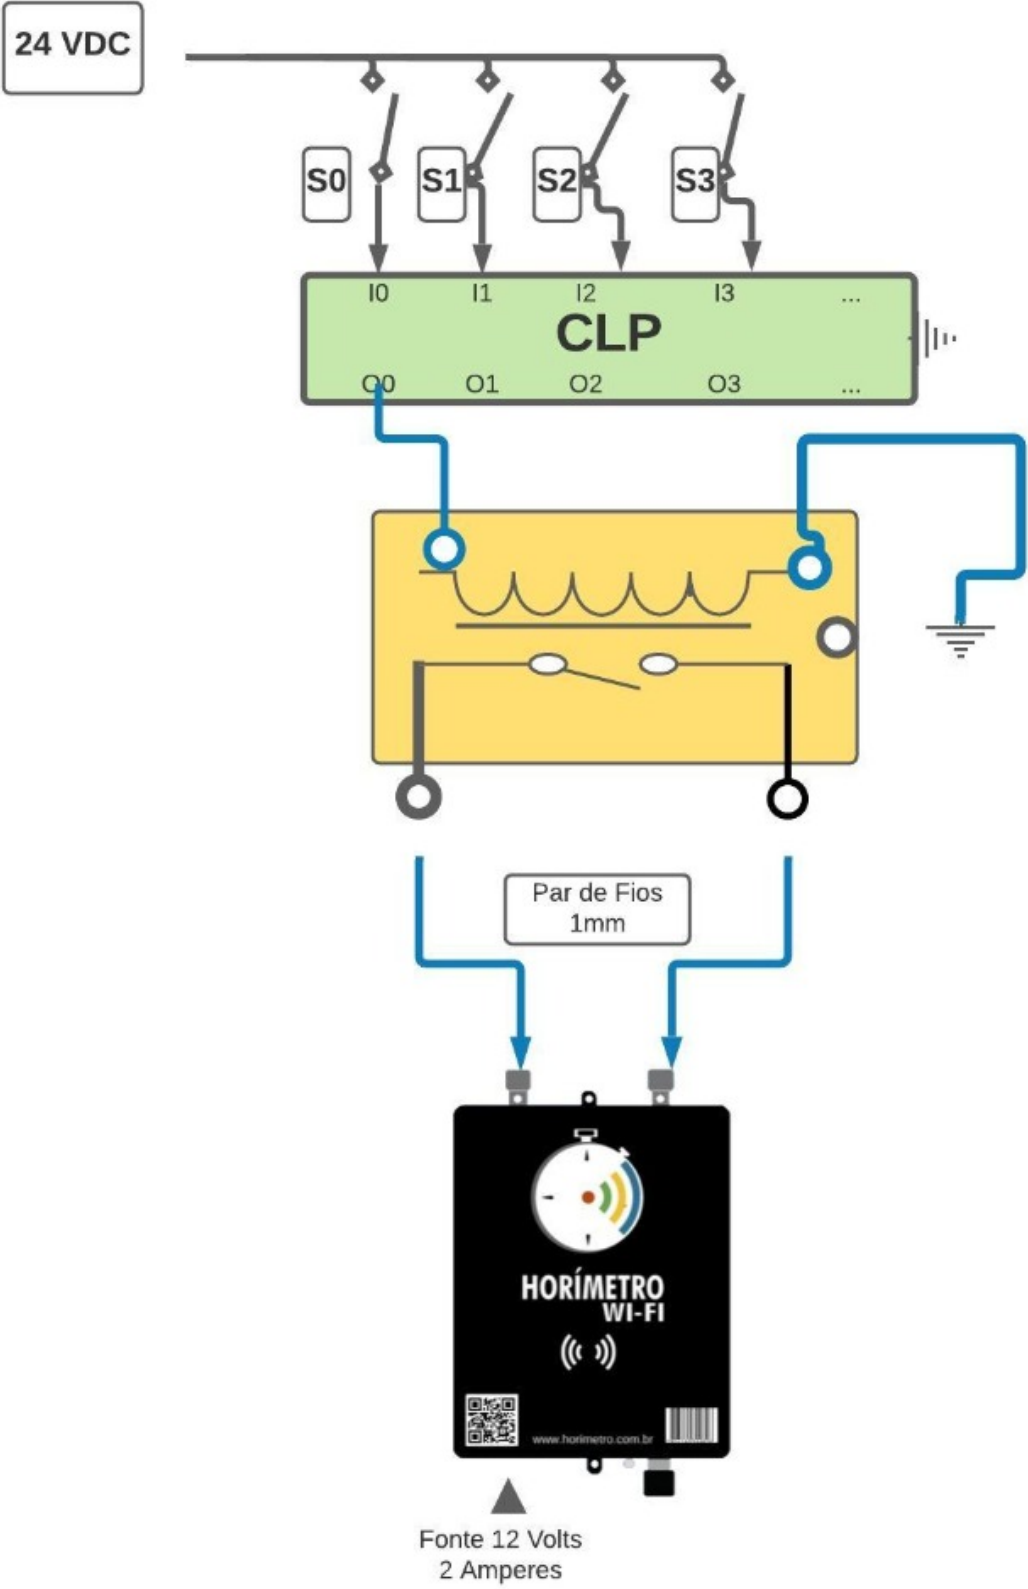 24 VDC
S0
S1
S2
S3
I0
I1
I2
I3
...
CLP
O0
O1
O2
O3
...
Par de Fios
1mm
HORÍMETRO
WI-FI
www.horimetro.com.br
Fonte 12 Volts
2 Amperes